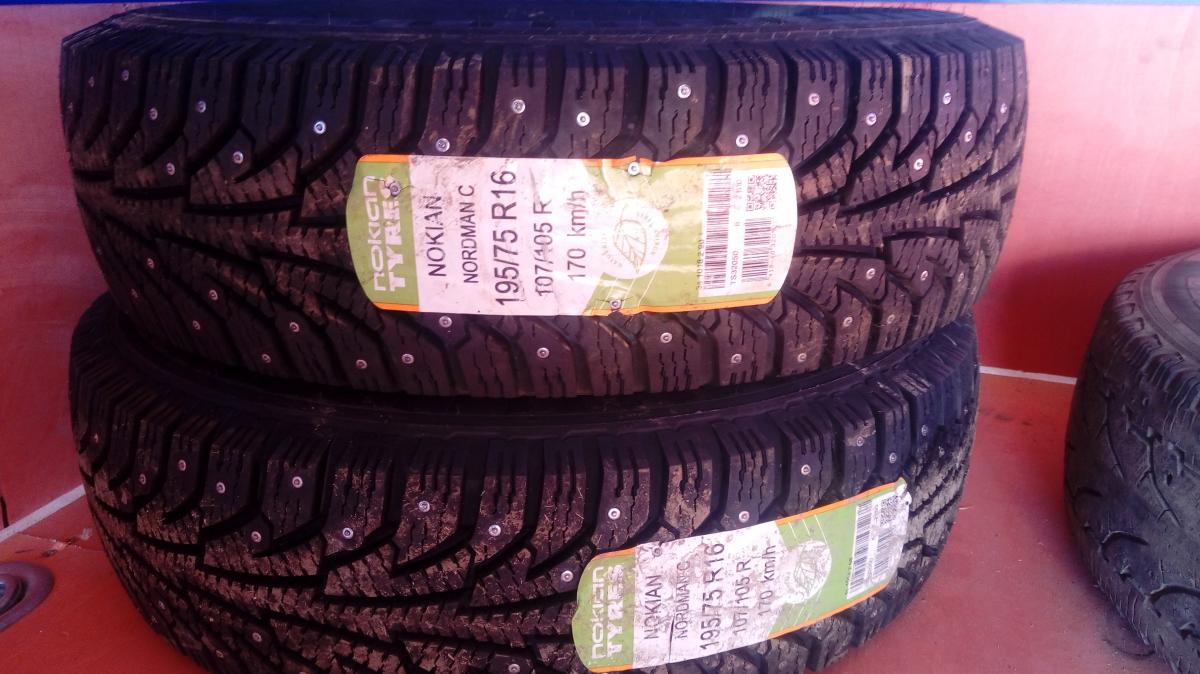 nokian
TYRES
NOKIAN
NORDMAN C
195/75 R16
107/105 R
170 km/h
TS32050
nokian
TYRES
NOKIAN
NORDMAN C
195/75 R16
107/105 R
170 km/h